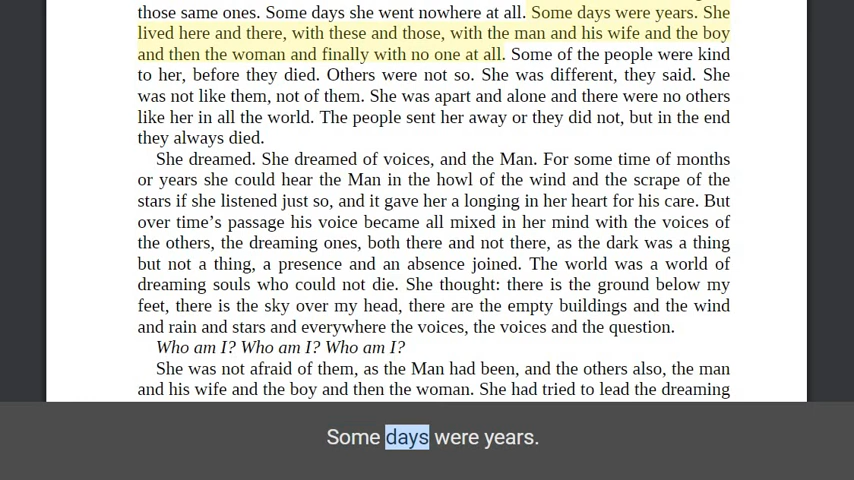 those same ones. Some days she went nowhere at all. Some days were years. She
lived here and there, with these and those, with the man and his wife and the boy
and then the woman and finally with no one at all. Some of the people were kind
to her, before they died. Others were not so. She was different, they said. She
was not like them, not of them. She was apart and alone and there were no others
like her in all the world. The people sent her away or they did not, but in the end
they always died.
She dreamed. She dreamed of voices, and the Man. For some time of months
or years she could hear the Man in the howl of the wind and the scrape of the
stars if she listened just so, and it gave her a longing in her heart for his care. But
over time’s passage his voice became all mixed in her mind with the voices of
the others, the dreaming ones, both there and not there, as the dark was a thing
but not a thing, a presence and an absence joined. The world was a world of
dreaming souls who could not die. She thought: there is the ground below my
feet, there is the sky over my head, there are the empty buildings and the wind
and rain and stars and everywhere the voices, the voices and the question.
Who am I? Who am I? Who am I?
She was not afraid of them, as the Man had been, and the others also, the man
and his wife and the boy and then the woman. She had tried to lead the dreaming
Some days were years.